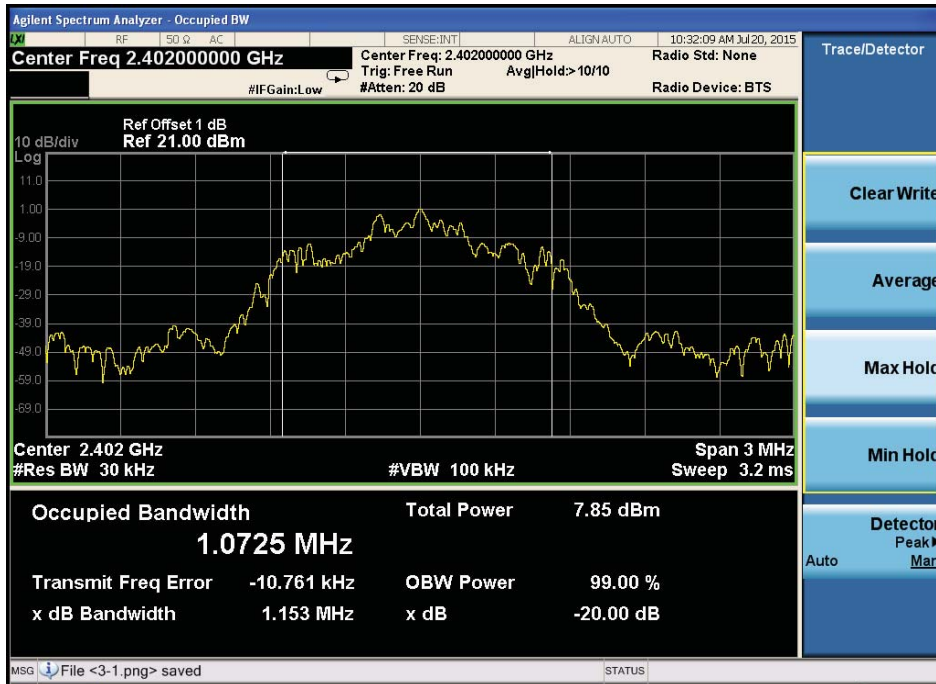 Agilent Spectrum Analyzer - Occupied BW
LXI RF 50 Ω AC SENSE:INT ALIGN AUTO 10:32:09 AM Jul 20, 2015
Center Freq 2.402000000 GHz
Center Freq: 2.402000000 GHz
Radio Std: None
Trig: Free Run Avg|Hold:>10/10
#IFGain:Low
#Atten: 20 dB
Radio Device: BTS
Ref Offset 1 dB
10 dB/div Ref 21.00 dBm
Log
11.0
1.00
-9.00
-19.0
-29.0
-39.0
-49.0
-59.0
-69.0
Center 2.402 GHz Span 3 MHz
#Res BW 30 kHz #VBW 100 kHz Sweep 3.2 ms
Occupied Bandwidth Total Power 7.85 dBm
1.0725 MHz
Transmit Freq Error -10.761 kHz OBW Power 99.00 %
x dB Bandwidth 1.153 MHz x dB -20.00 dB
MSG File <3-1.png> saved STATUS
Trace/Detector
Clear Write
Average
Max Hold
Min Hold
Detector
Peak
Auto Man